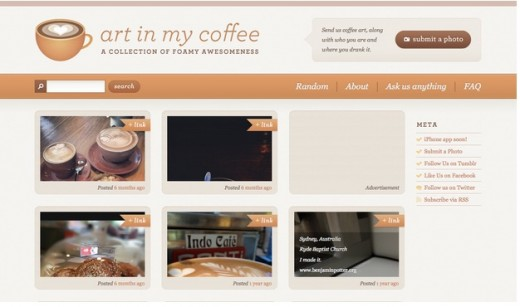 art in my coffee
A COLLECTION OF FOAMY AWESOMENESS
Send us coffee art, along
with who you are and
where you drank it.
submit a photo
search
Random
About
Ask us anything
FAQ
+ link
Posted 6 months ago.
+ link
Posted 6 months ago.
Advertisement
META
iPhone app soon!
Submit a Photo
Follow Us on Tumblr
Like Us on Facebook
Follow us on Twitter
Subscribe via RSS
+ link
Posted 6 months ago.
+ link
Indo Café
Posted 1 year ago.
+ link
Sydney, Australia
Ryde Baptist Church
I made it.
www.benjaminpoten.org
Posted 1 year ago.